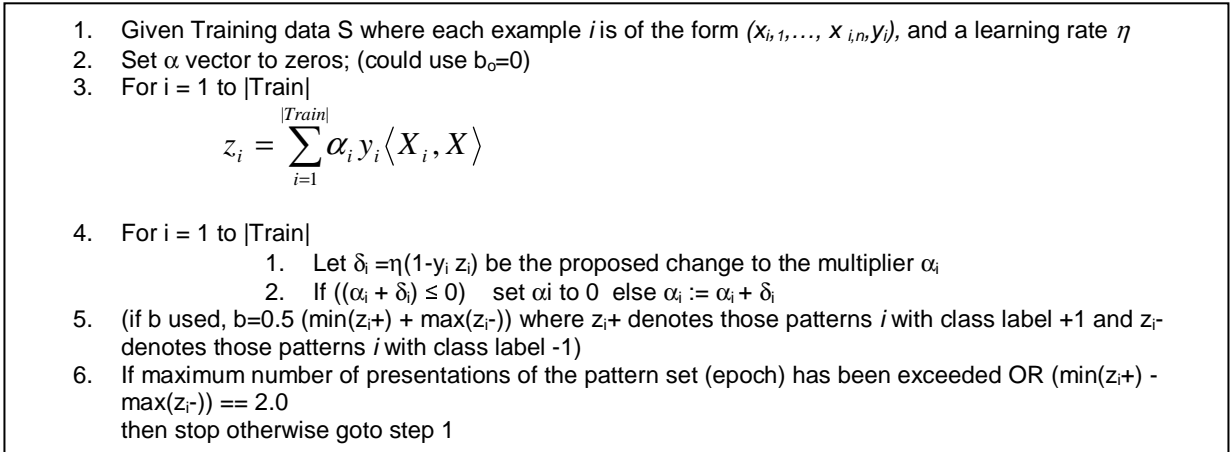 1. Given Training data S where each example i is of the form (xᵢ,₁,…, x ᵢ,ₙ,yᵢ), and a learning rate η
2. Set α vector to zeros; (could use bₒ=0)
3. For i = 1 to |Train|
|Train|
zᵢ = ∑ αᵢ yᵢ ⟨Xᵢ, X⟩
i=1
4. For i = 1 to |Train|
1. Let δᵢ =η(1-yᵢ zᵢ) be the proposed change to the multiplier αᵢ
2. If ((αᵢ + δᵢ) ≤ 0) set αi to 0 else αᵢ := αᵢ + δᵢ
5. (if b used, b=0.5 (min(zᵢ+) + max(zᵢ-)) where zᵢ+ denotes those patterns i with class label +1 and zᵢ-
denotes those patterns i with class label -1)
6. If maximum number of presentations of the pattern set (epoch) has been exceeded OR (min(zᵢ+) -
max(zᵢ-)) == 2.0
then stop otherwise goto step 1